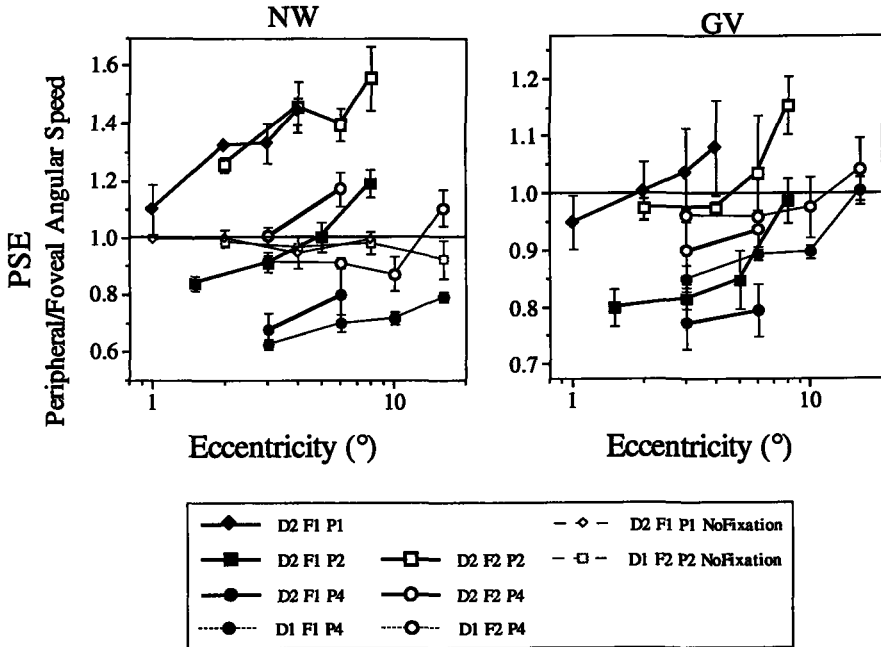 NW
GV
PSE
Peripheral/Foveal Angular Speed
1.6
1.4
1.2
1.0
0.8
0.6
1 10
Eccentricity (°)
1.2
1.1
1.0
0.9
0.8
0.7
1 10
Eccentricity (°)
D2 F1 P1
D2 F1 P1 NoFixation
D2 F1 P2
D2 F2 P2
D1 F2 P2 NoFixation
D2 F1 P4
D2 F2 P4
D1 F1 P4
D1 F2 P4